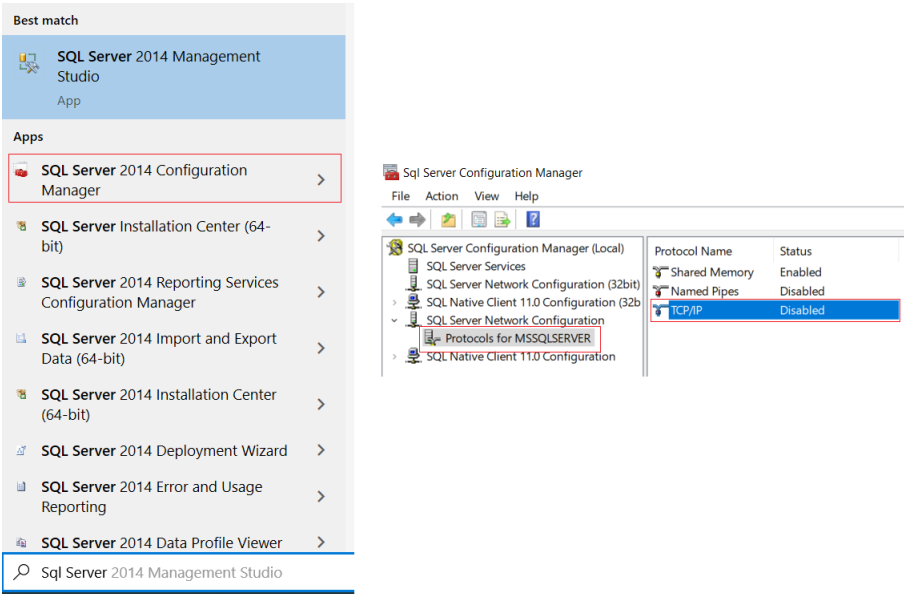 Best match
SQL Server 2014 Management
Studio
App
Apps
SQL Server 2014 Configuration
Manager
SQL Server Installation Center (64-
bit)
SQL Server 2014 Reporting Services
Configuration Manager
SQL Server 2014 Import and Export
Data (64-bit)
SQL Server 2014 Installation Center
(64-bit)
SQL Server 2014 Deployment Wizard
SQL Server 2014 Error and Usage
Reporting
SQL Server 2014 Data Profile Viewer
Sql Server 2014 Management Studio
Sql Server Configuration Manager
File Action View Help
SQL Server Configuration Manager (Local)
SQL Server Services
SQL Server Network Configuration (32bit)
SQL Native Client 11.0 Configuration (32b
SQL Server Network Configuration
Protocols for MSSQLSERVER
SQL Native Client 11.0 Configuration
Protocol Name Status
Shared Memory Enabled
Named Pipes Disabled
TCP/IP Disabled